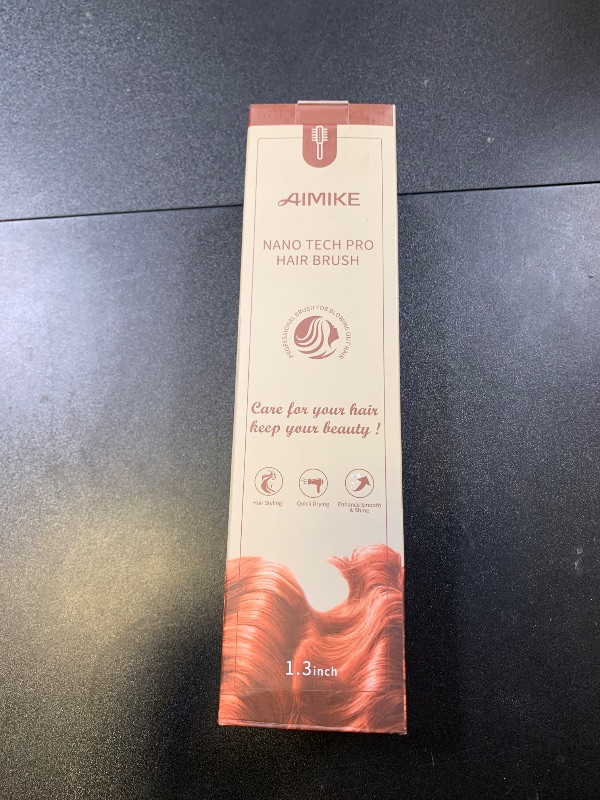 AIMIKE
NANO TECH PRO
HAIR BRUSH
PROFESSIONAL BRUSH FOR BLOWING OUT HAIR
Care for your hair
keep your beauty !
Hair Styling
Quick Drying
Enhance Smooth
& Shine
1.3inch